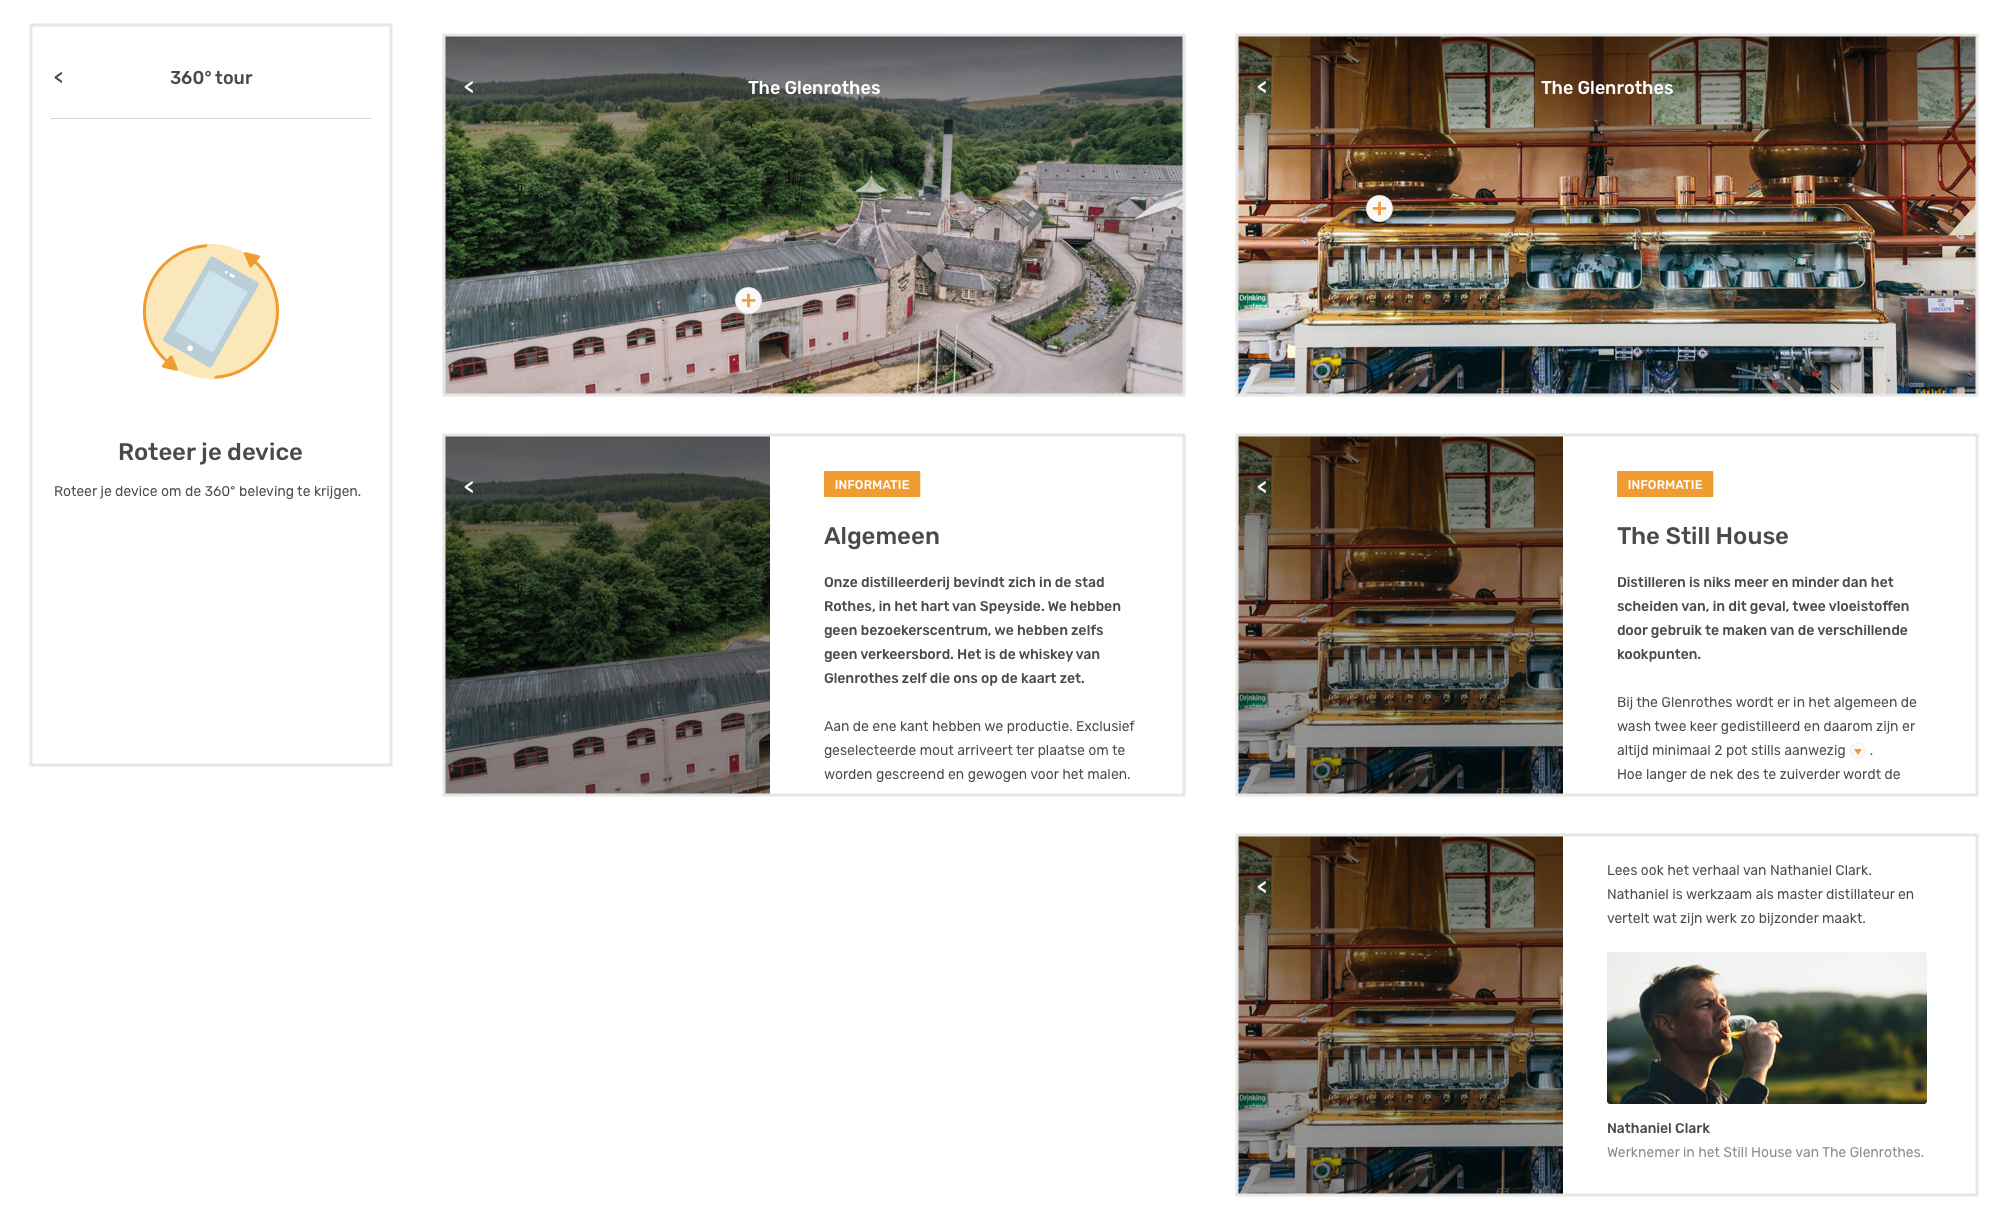 <
360° tour
Roteer je device
Roteer je device om de 360° beleving te krijgen.
<
The Glenrothes
<
The Glenrothes
Drinking
<
INFORMATIE
Algemeen
Onze distilleerderij bevindt zich in de stad
Rothes, in het hart van Speyside. We hebben
geen bezoekerscentrum, we hebben zelfs
geen verkeersbord. Het is de whiskey van
Glenrothes zelf die ons op de kaart zet.
Aan de ene kant hebben we productie. Exclusief
geselecteerde mout arriveert ter plaatse om te
worden gescreend en gewogen voor het malen.
<
Drinking
INFORMATIE
The Still House
Distilleren is niks meer en minder dan het
scheiden van, in dit geval, twee vloeistoffen
door gebruik te maken van de verschillende
kookpunten.
Bij the Glenrothes wordt er in het algemeen de
wash twee keer gedistilleerd en daarom zijn er
altijd minimaal 2 pot stills aanwezig .
Hoe langer de nek des te zuiverder wordt de
<
Drinking
Lees ook het verhaal van Nathaniel Clark.
Nathaniel is werkzaam als master distillateur en
vertelt wat zijn werk zo bijzonder maakt.
Nathaniel Clark
Werknemer in het Still House van The Glenrothes.